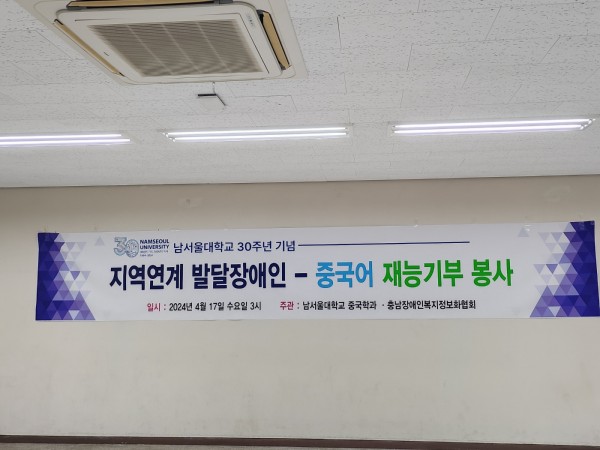 30 NAMSEOUL UNIVERSITY 남서울대학교 30주년 기념
지역연계 발달장애인 - 중국어 재능기부 봉사
일시 : 2024년 4월 17일 수요일 3시 주관 : 남서울대학교 중국학과 · 충남장애인복지정보화협회